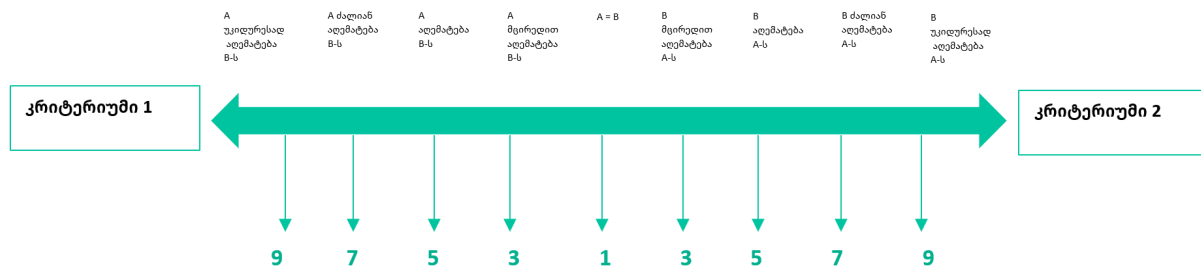 A
უკიდურესად
აღემატება
B-ს
A ძალიან
აღემატება
B-ს
A
აღემატება
B-ს
A
მცირედით
აღემატება
B-ს
A = B
B
მცირედით
აღემატება
A-ს
B
აღემატება
A-ს
B ძალიან
აღემატება
A-ს
B
უკიდურესად
აღემატება
A-ს
კრიტერიუმი 1
კრიტერიუმი 2
9 7 5 3 1 3 5 7 9